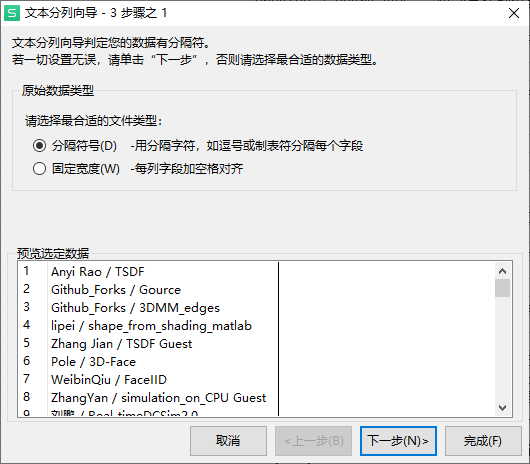 文本分列向导 - 3 步骤之 1
文本分列向导判定您的数据有分隔符。
若一切设置无误，请单击“下一步”，否则请选择最合适的数据类型。
原始数据类型
请选择最合适的文件类型：
分隔符号(D) -用分隔字符，如逗号或制表符分隔每个字段
固定宽度(W) -每列字段加空格对齐
预览选定数据
1 Anyi Rao / TSDF
2 Github_Forks / Gource
3 Github_Forks / 3DMM_edges
4 lipei / shape_from_shading_matlab
5 Zhang Jian / TSDF Guest
6 Pole / 3D-Face
7 WeibinQiu / FaceIID
8 ZhangYan / simulation_on_CPU Guest
9 刘鹏 / Real-timeDCSim2.0
取消 <上一步(B) 下一步(N)> 完成(F)